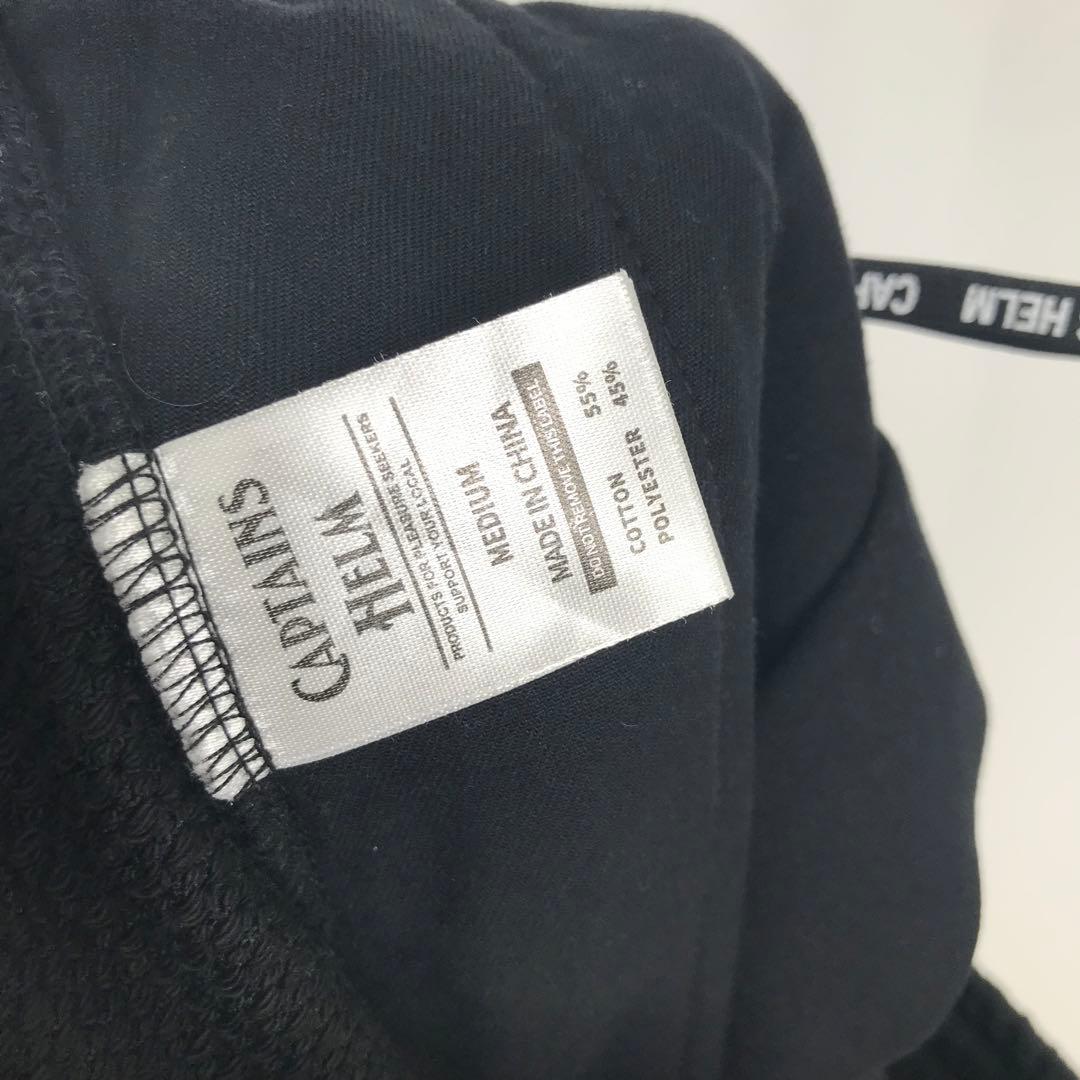 CAPTAINS
HELM
PRODUCTS FOR PLEASURE SEEKERS
SUPPORT YOUR LOCAL
MEDIUM
MADE IN CHINA
DO NOT REMOVE THIS LABEL
COTTON 55%
POLYESTER 45%
S HELM CAP